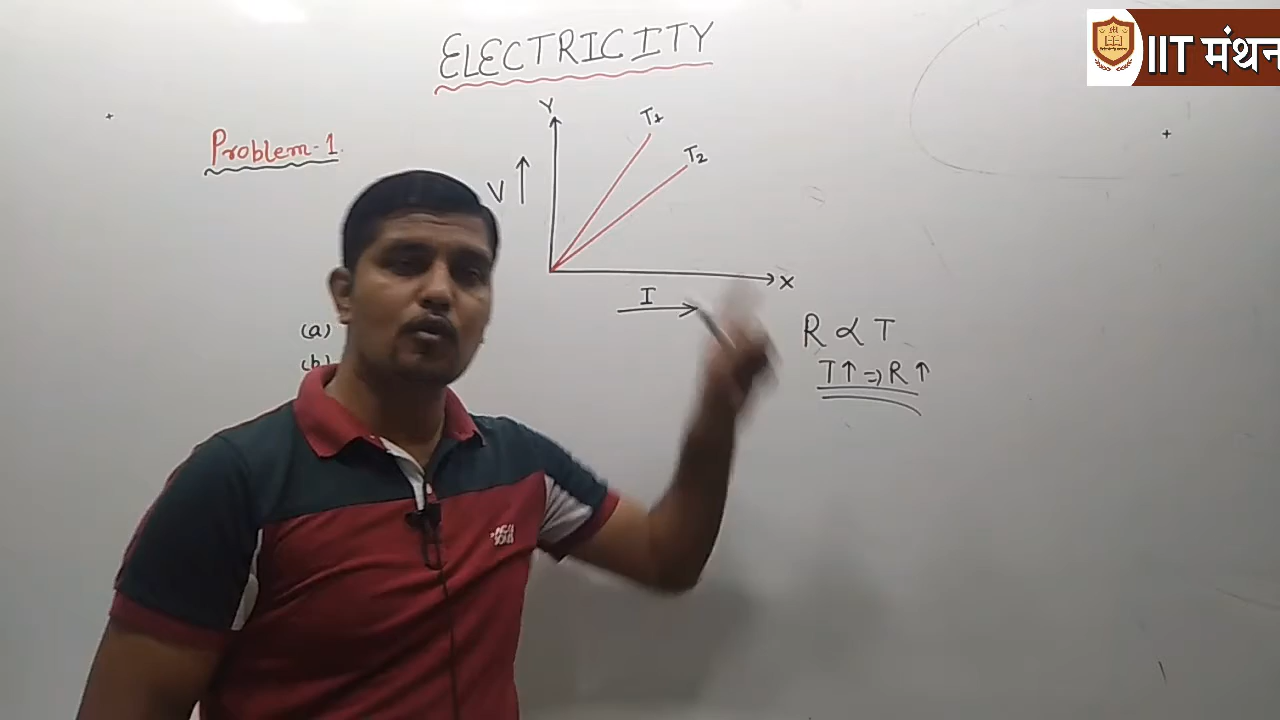 IIT मंथन
ELECTRICITY
Problem-1.
Y
T1
T2
V ↑
X
I
R ∝ T
T↑ => R↑
(a)
(b)